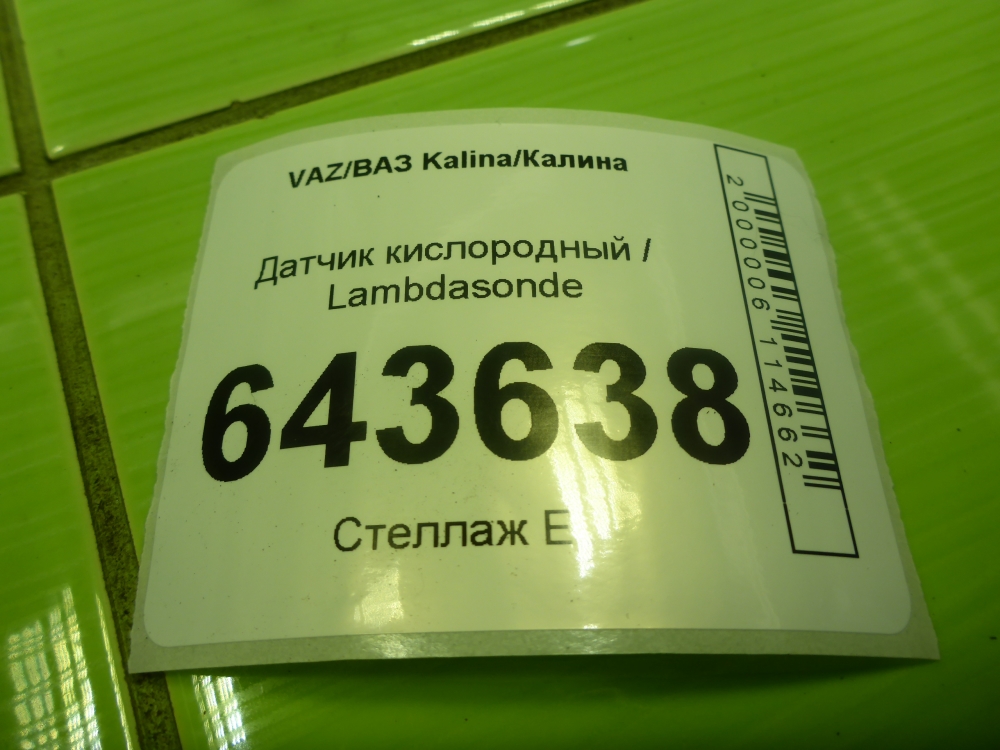 VAZ/ВАЗ Kalina/Калина
Датчик кислородный /
Lambdasonde
643638
Стеллаж E
2000006114662